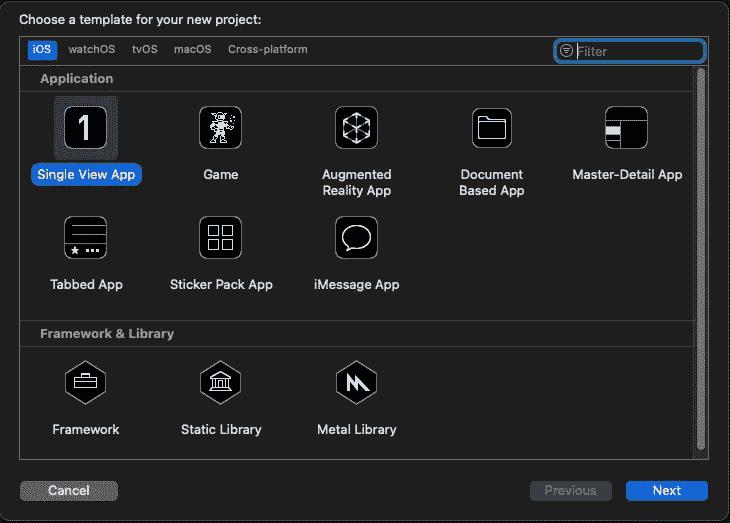 Choose a template for your new project:
iOS watchOS tvOS macOS Cross-platform Filter
Application
1
Single View App Game Augmented Reality App Document Based App Master-Detail App
Tabbed App Sticker Pack App iMessage App
Framework & Library
Framework Static Library Metal Library
Cancel Previous Next